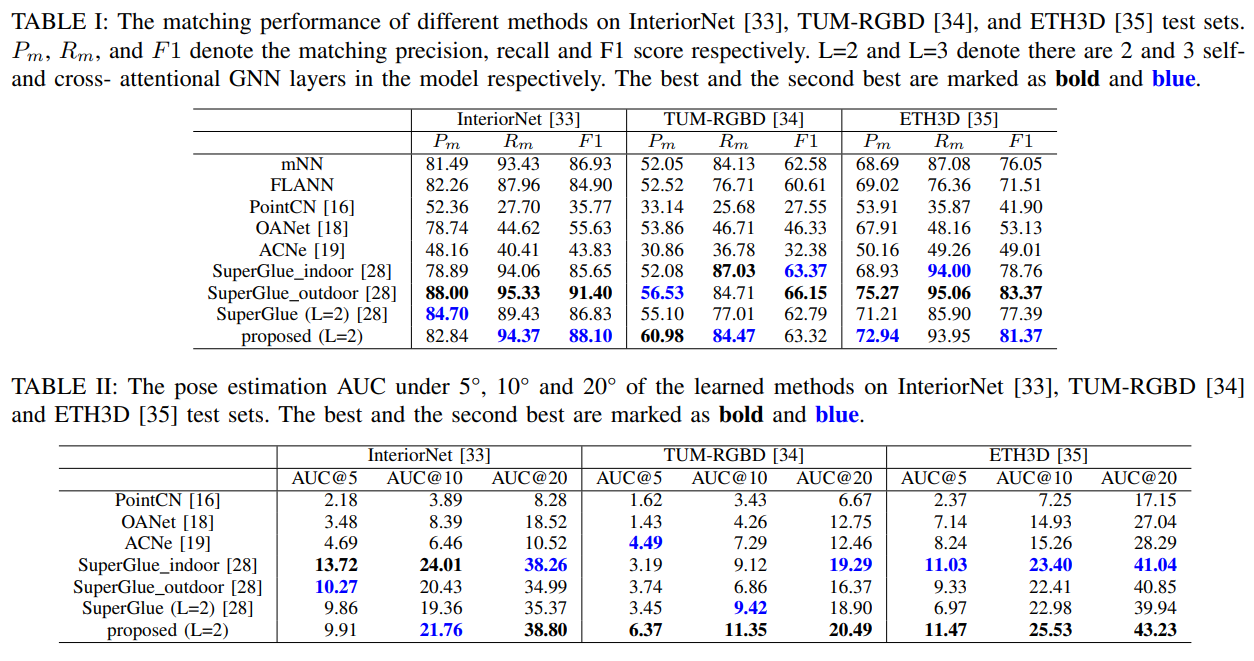 TABLE I: The matching performance of different methods on InteriorNet [33], TUM-RGBD [34], and ETH3D [35] test sets.
Pm, Rm, and F1 denote the matching precision, recall and F1 score respectively. L=2 and L=3 denote there are 2 and 3 self-
and cross- attentional GNN layers in the model respectively. The best and the second best are marked as bold and blue.
InteriorNet [33] TUM-RGBD [34] ETH3D [35]
Pm Rm F1 Pm Rm F1 Pm Rm F1
mNN 81.49 93.43 86.93 52.05 84.13 62.58 68.69 87.08 76.05
FLANN 82.26 87.96 84.90 52.52 76.71 60.61 69.02 76.36 71.51
PointCN [16] 52.36 27.70 35.77 33.14 25.68 27.55 53.91 35.87 41.90
OANet [18] 78.74 44.62 55.63 53.86 46.71 46.33 67.91 48.16 53.13
ACNe [19] 48.16 40.41 43.83 30.86 36.78 32.38 50.16 49.26 49.01
SuperGlue_indoor [28] 78.89 94.06 85.65 52.08 87.03 63.37 68.93 94.00 78.76
SuperGlue_outdoor [28] 88.00 95.33 91.40 56.53 84.71 66.15 75.27 95.06 83.37
SuperGlue (L=2) [28] 84.70 89.43 86.83 55.10 77.01 62.79 71.21 85.90 77.39
proposed (L=2) 82.84 94.37 88.10 60.98 84.47 63.32 72.94 93.95 81.37
TABLE II: The pose estimation AUC under 5°, 10° and 20° of the learned methods on InteriorNet [33], TUM-RGBD [34]
and ETH3D [35] test sets. The best and the second best are marked as bold and blue.
InteriorNet [33] TUM-RGBD [34] ETH3D [35]
AUC@5 AUC@10 AUC@20 AUC@5 AUC@10 AUC@20 AUC@5 AUC@10 AUC@20
PointCN [16] 2.18 3.89 8.28 1.62 3.43 6.67 2.37 7.25 17.15
OANet [18] 3.48 8.39 18.52 1.43 4.26 12.75 7.14 14.93 27.04
ACNe [19] 4.69 6.46 10.52 4.49 7.29 12.46 8.24 15.26 28.29
SuperGlue_indoor [28] 13.72 24.01 38.26 3.19 9.12 19.29 11.03 23.40 41.04
SuperGlue_outdoor [28] 10.27 20.43 34.99 3.74 6.86 16.37 9.33 22.41 40.85
SuperGlue (L=2) [28] 9.86 19.36 35.37 3.45 9.42 18.90 6.97 22.98 39.94
proposed (L=2) 9.91 21.76 38.80 6.37 11.35 20.49 11.47 25.53 43.23